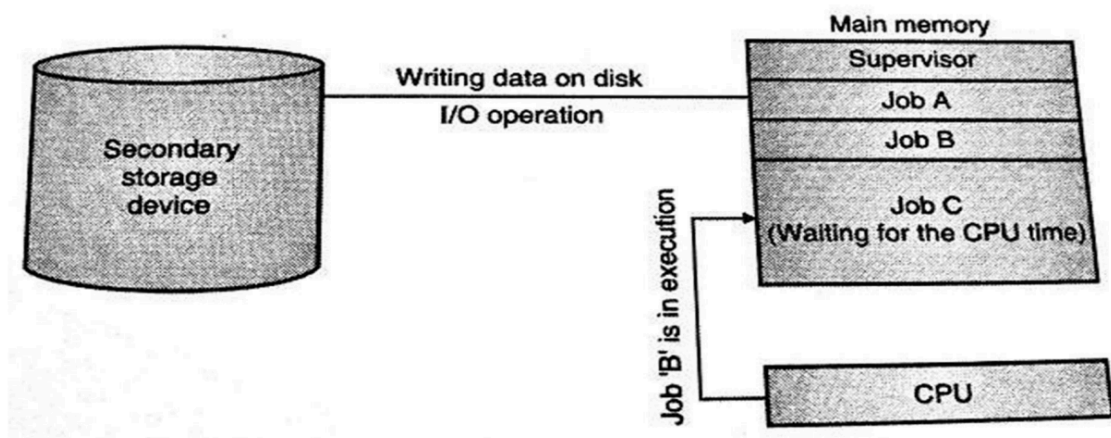 Main memory
Supervisor
Writing data on disk
I/O operation
Job A
Job B
Secondary
storage
device
Job C
(Waiting for the CPU time)
Job 'B' is in execution
CPU